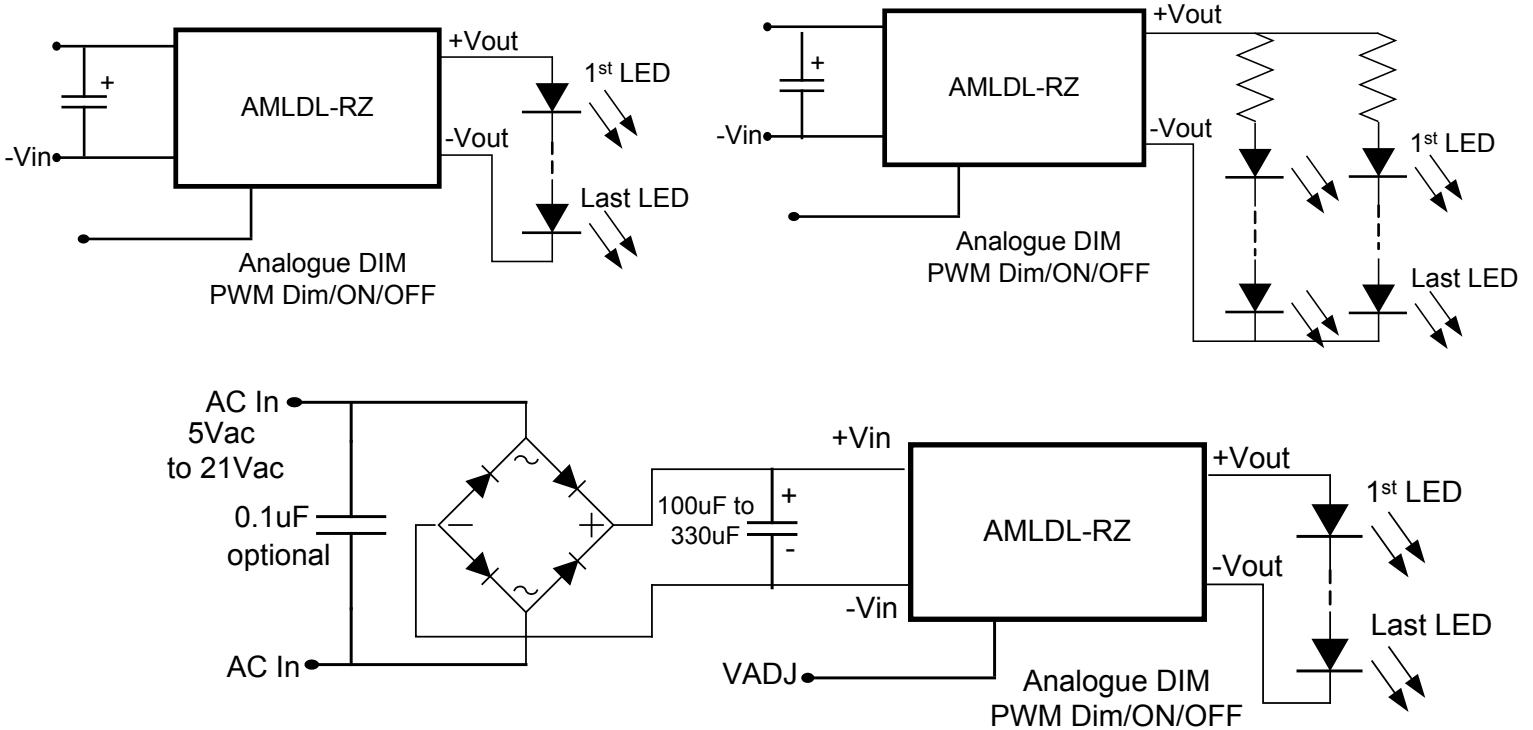 +Vout
1st LED
+
AMLDL-RZ
-Vout
-Vin
Last LED
Analogue DIM
PWM Dim/ON/OFF
+Vout
+
AMLDL-RZ
-Vout
-Vin
1st LED
Last LED
Analogue DIM
PWM Dim/ON/OFF
AC In
5Vac
to 21Vac
0.1uF
optional
AC In
~
−
+
~
+Vin
100uF to
330uF
+
-
-Vin
AMLDL-RZ
+Vout
1st LED
-Vout
Last LED
VADJ
Analogue DIM
PWM Dim/ON/OFF